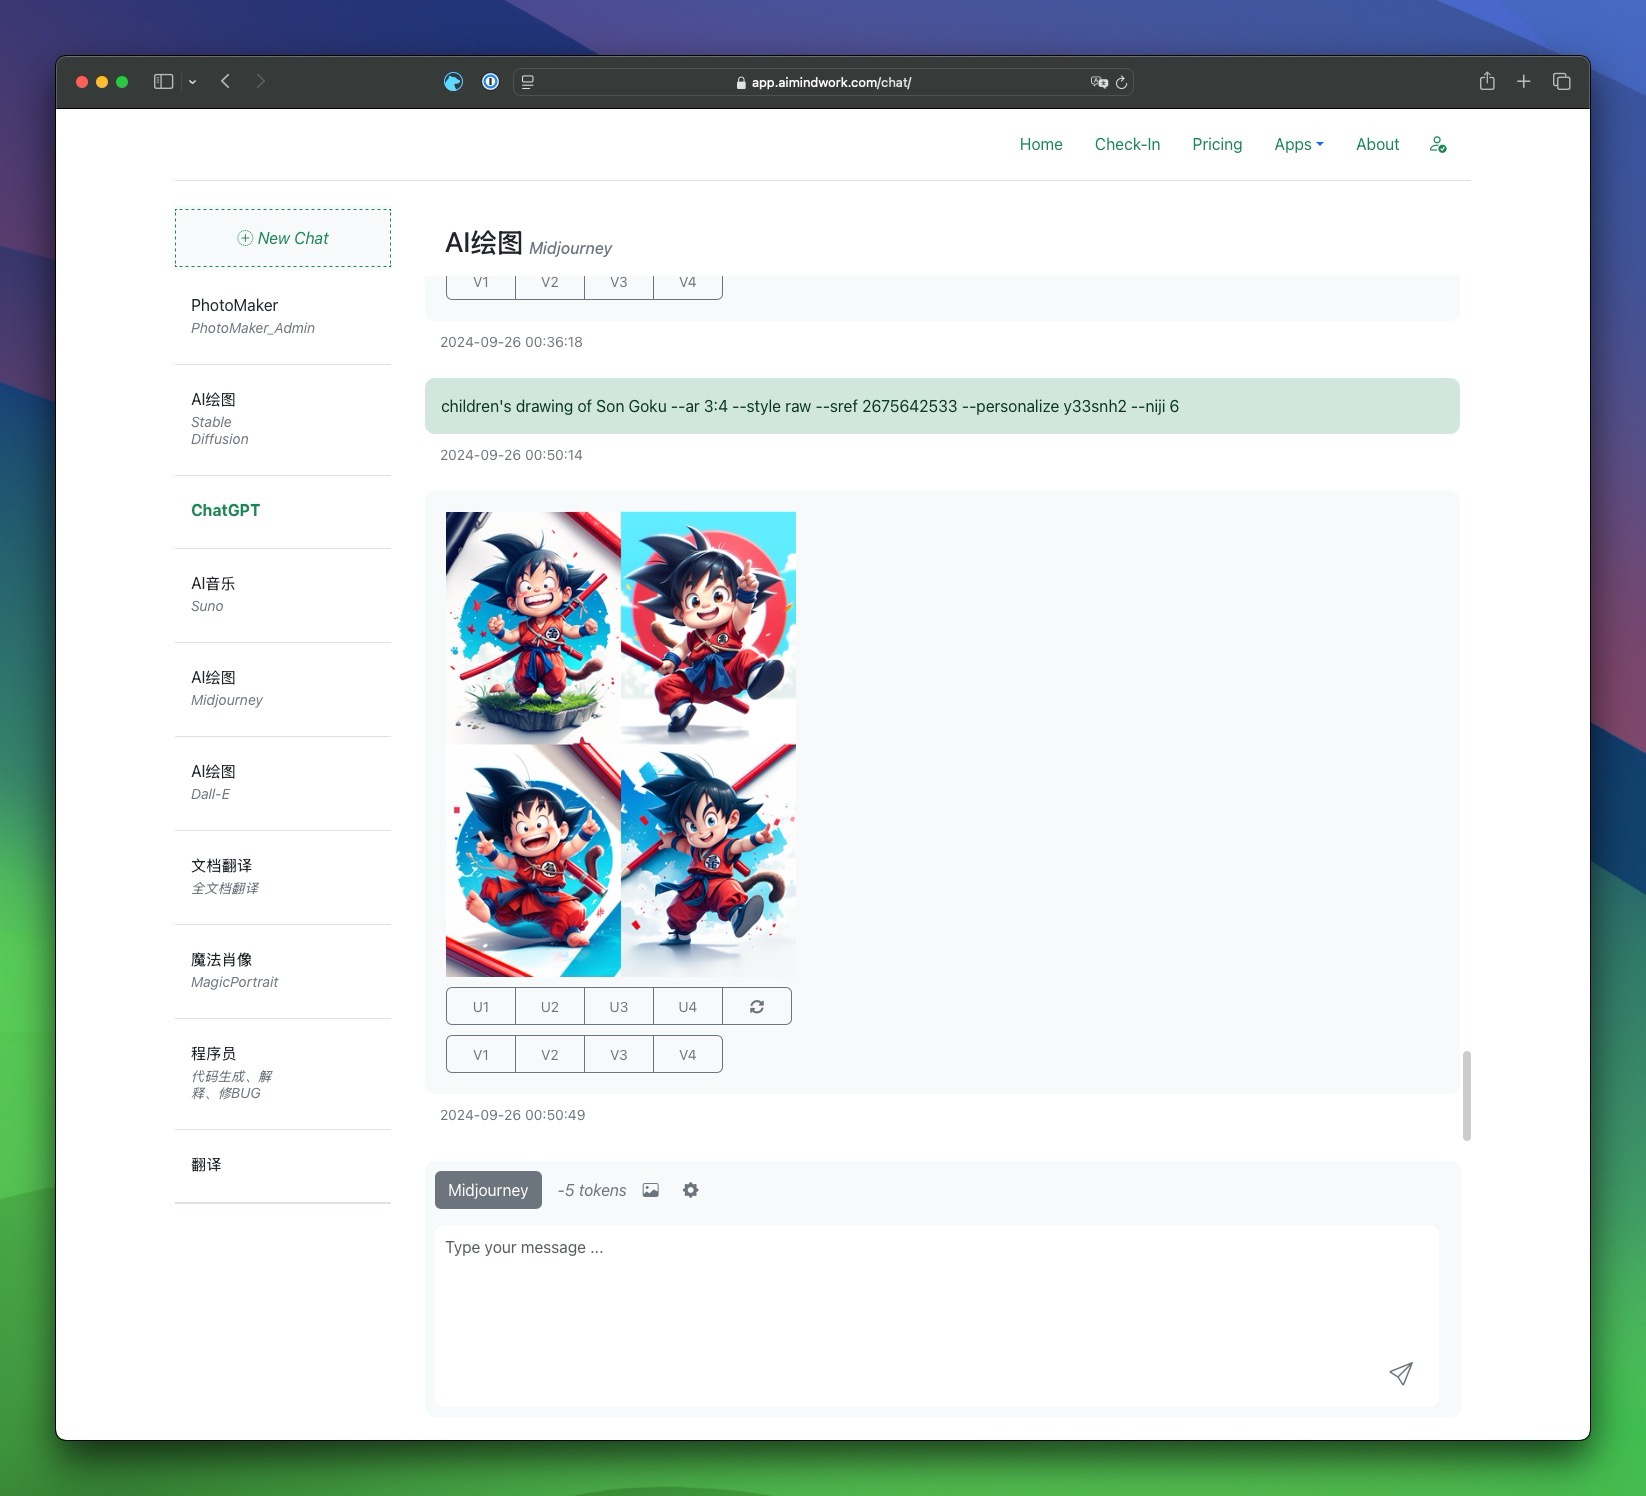 app.aimindwork.com/chat/
Home
Check-In
Pricing
Apps
About
New Chat
PhotoMaker
PhotoMaker_Admin
AI绘图
Stable
Diffusion
ChatGPT
AI音乐
Suno
AI绘图
Midjourney
AI绘图
Dall-E
文档翻译
全文档翻译
魔法肖像
MagicPortrait
程序员
代码生成、解
释、修BUG
翻译
AI绘图 Midjourney
V1 V2 V3 V4
2024-09-26 00:36:18
children's drawing of Son Goku --ar 3:4 --style raw --sref 2675642533 --personalize y33snh2 --niji 6
2024-09-26 00:50:14
U1 U2 U3 U4
V1 V2 V3 V4
2024-09-26 00:50:49
Midjourney -5 tokens
Type your message ...